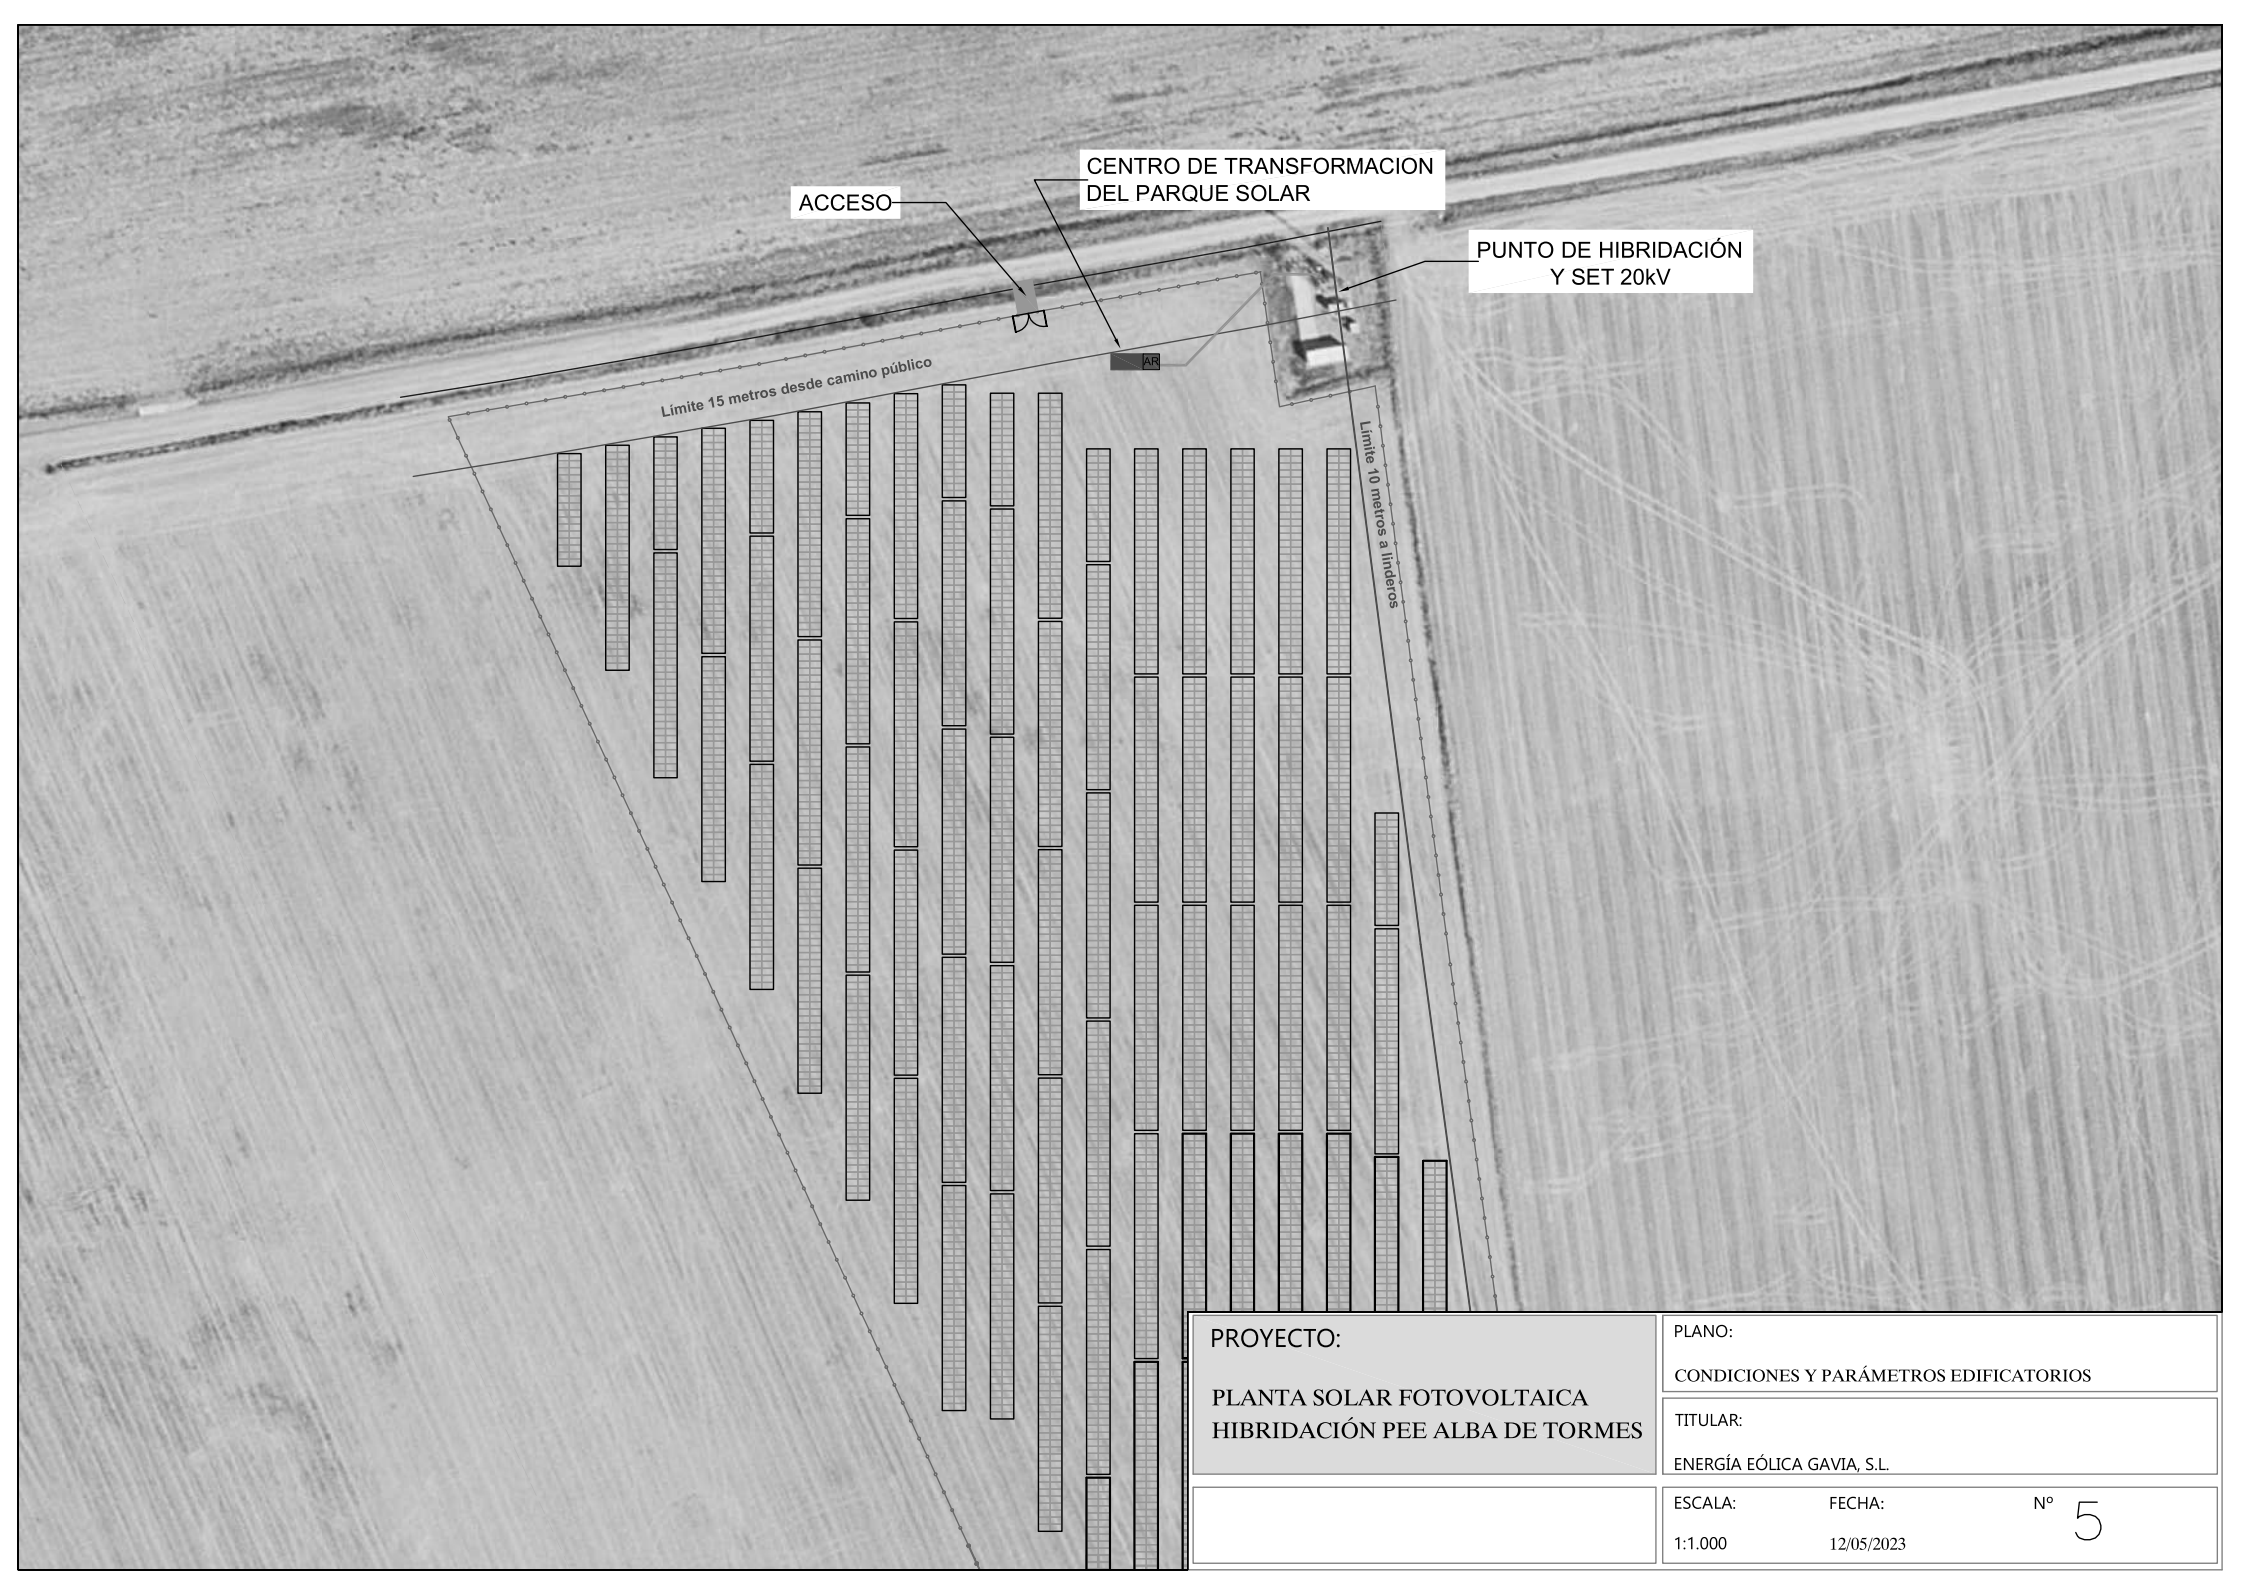 CENTRO DE TRANSFORMACION
DEL PARQUE SOLAR
ACCESO
PUNTO DE HIBRIDACIÓN
Y SET 20kV
AR
Límite 15 metros desde camino público
Límite 10 metros a linderos
PROYECTO:
PLANTA SOLAR FOTOVOLTAICA
HIBRIDACIÓN PEE ALBA DE TORMES
PLANO:
CONDICIONES Y PARÁMETROS EDIFICATORIOS
TITULAR:
ENERGÍA EÓLICA GAVIA, S.L.
ESCALA: FECHA: Nº 5
1:1.000 12/05/2023